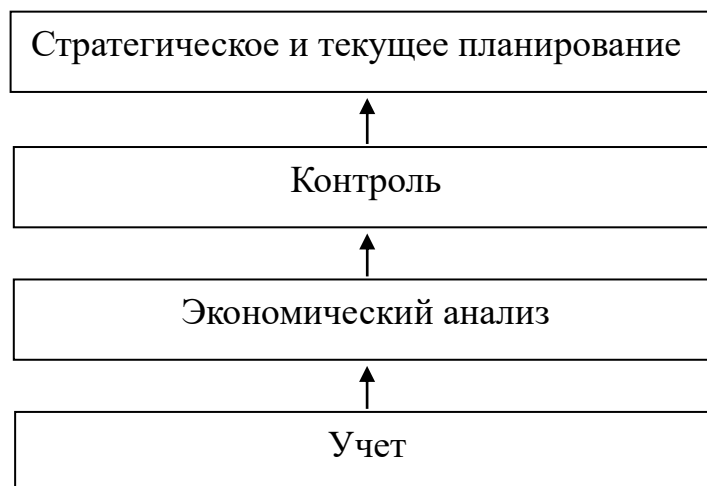 Стратегическое и текущее планирование
Контроль
Экономический анализ
Учет